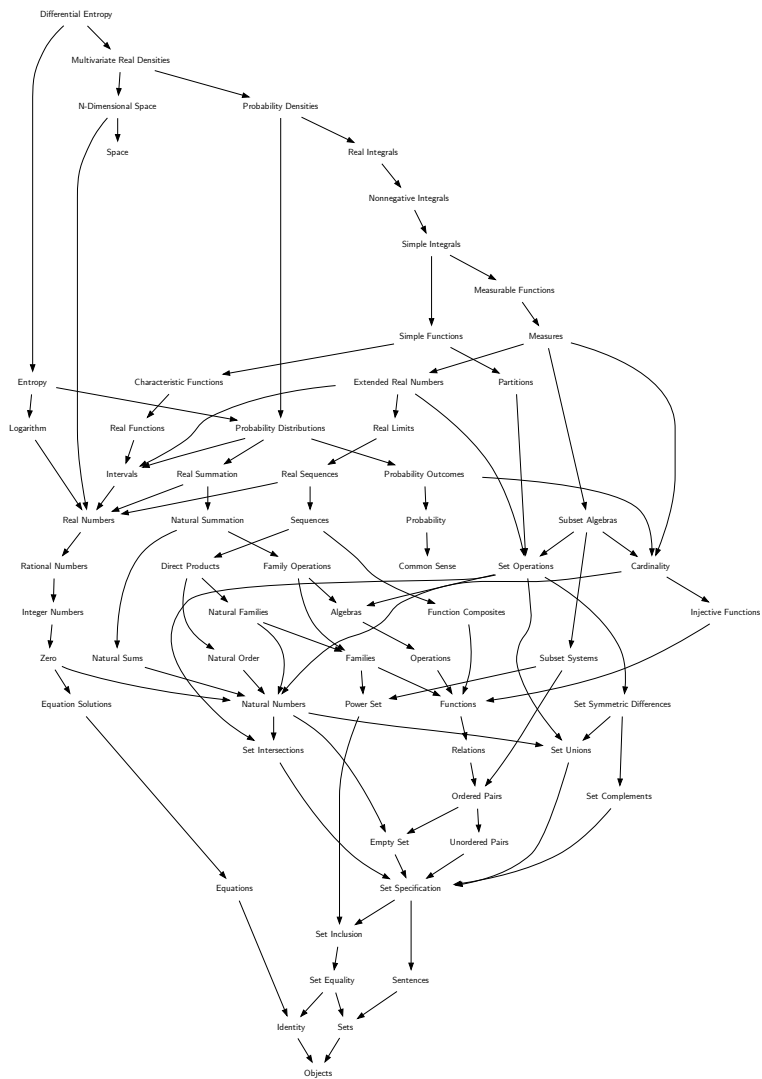 Differential Entropy
Multivariate Real Densities
N-Dimensional Space
Probability Densities
Space
Real Integrals
Nonnegative Integrals
Simple Integrals
Measurable Functions
Simple Functions
Measures
Entropy
Characteristic Functions
Extended Real Numbers
Partitions
Logarithm
Real Functions
Probability Distributions
Real Limits
Intervals
Real Summation
Real Sequences
Probability Outcomes
Real Numbers
Natural Summation
Sequences
Probability
Subset Algebras
Rational Numbers
Direct Products
Family Operations
Common Sense
Set Operations
Cardinality
Integer Numbers
Natural Families
Algebras
Function Composites
Injective Functions
Zero
Natural Sums
Natural Order
Families
Operations
Subset Systems
Equation Solutions
Natural Numbers
Power Set
Functions
Set Symmetric Differences
Set Intersections
Relations
Set Unions
Ordered Pairs
Set Complements
Empty Set
Unordered Pairs
Equations
Set Specification
Set Inclusion
Set Equality
Sentences
Identity
Sets
Objects